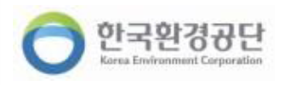 한국환경공단
Korea Environment Corporation